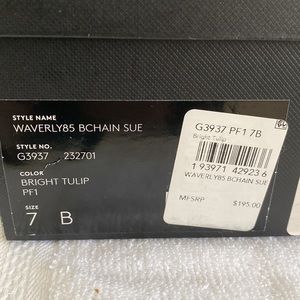 STYLE NAME
WAVERLY85 BCHAIN SUE
STYLE NO.
G3937 232701
COLOR
BRIGHT TULIP
PF1
SIZE
7 B
G3937 PF1 7B
Bright Tulip
1 93971 42923 6
WAVERLY85 BCHAIN SUE
MFSRP $195.00